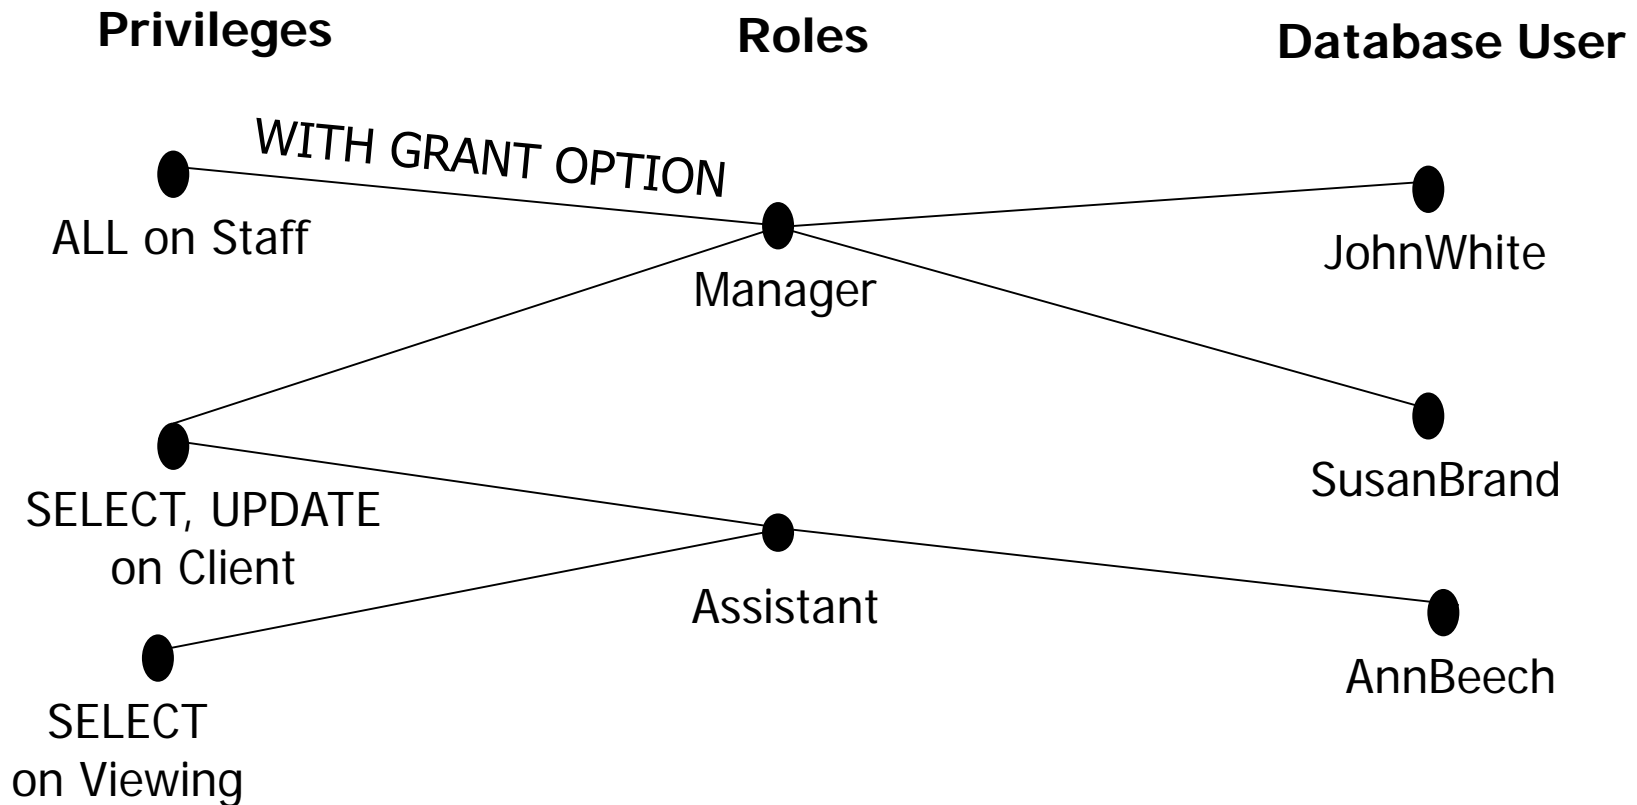 Privileges
Roles
Database User
WITH GRANT OPTION
ALL on Staff
Manager
JohnWhite
SELECT, UPDATE
on Client
SusanBrand
Assistant
AnnBeech
SELECT
on Viewing